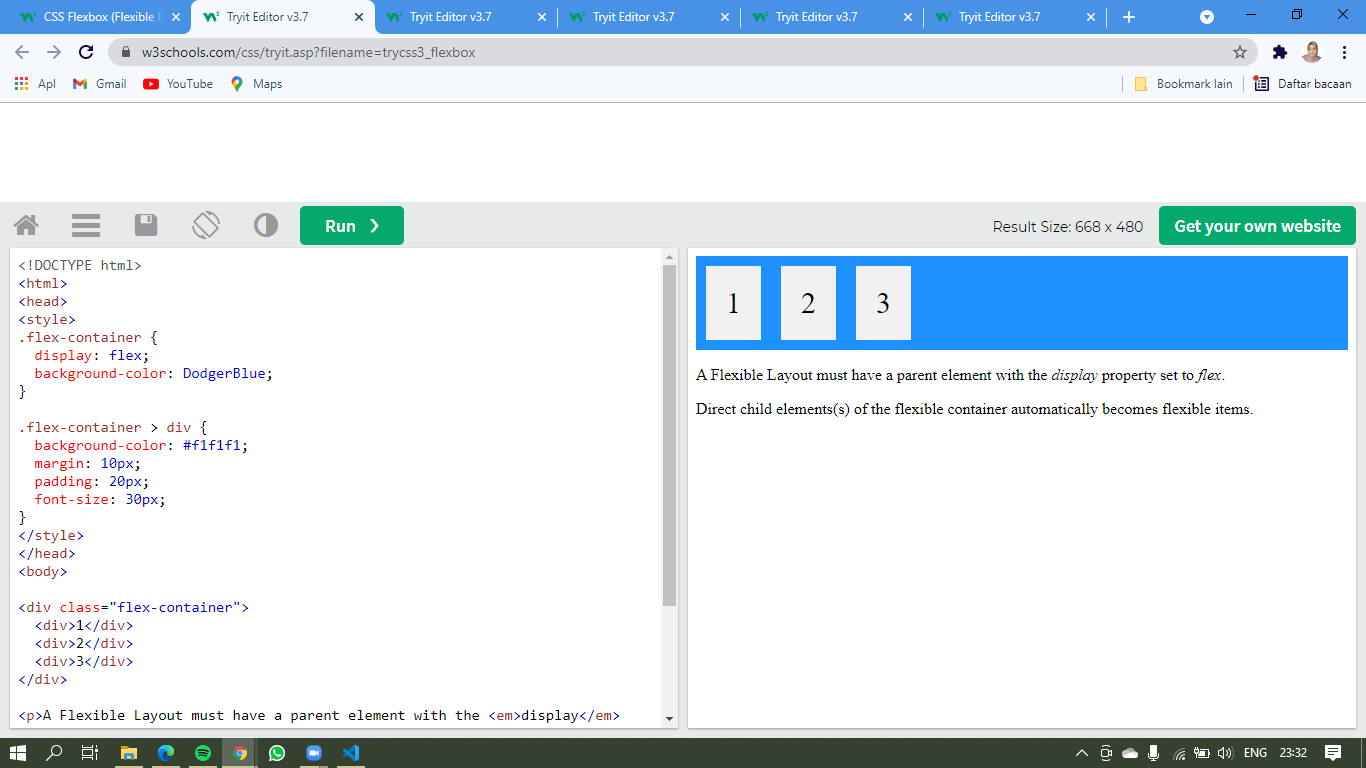 CSS Flexbox (Flexible B
Tryit Editor v3.7
Tryit Editor v3.7
Tryit Editor v3.7
Tryit Editor v3.7
Tryit Editor v3.7
w3schools.com/css/tryit.asp?filename=trycss3_flexbox
Apl
Gmail
YouTube
Maps
Bookmark lain
Daftar bacaan
Run ❯
Result Size: 668 x 480
Get your own website
<!DOCTYPE html>
<html>
<head>
<style>
.flex-container {
  display: flex;
  background-color: DodgerBlue;
}

.flex-container > div {
  background-color: #f1f1f1;
  margin: 10px;
  padding: 20px;
  font-size: 30px;
}
</style>
</head>
<body>

<div class="flex-container">
  <div>1</div>
  <div>2</div>
  <div>3</div>
</div>

<p>A Flexible Layout must have a parent element with the <em>display</em>
1
2
3
A Flexible Layout must have a parent element with the display property set to flex.
Direct child elements(s) of the flexible container automatically becomes flexible items.
ENG
23:32